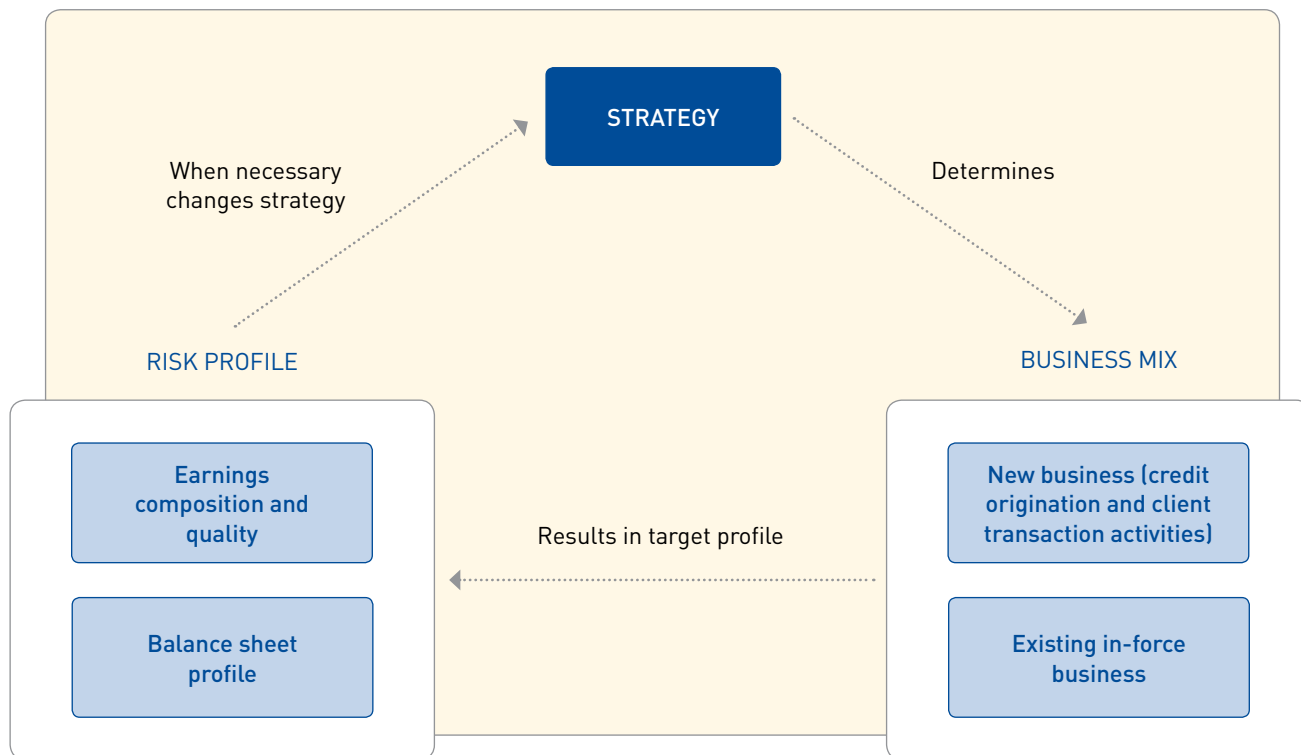 STRATEGY
When necessary
changes strategy
Determines
RISK PROFILE
BUSINESS MIX
Earnings
composition and
quality
New business (credit
origination and client
transaction activities)
Results in target profile
Balance sheet
profile
Existing in-force
business